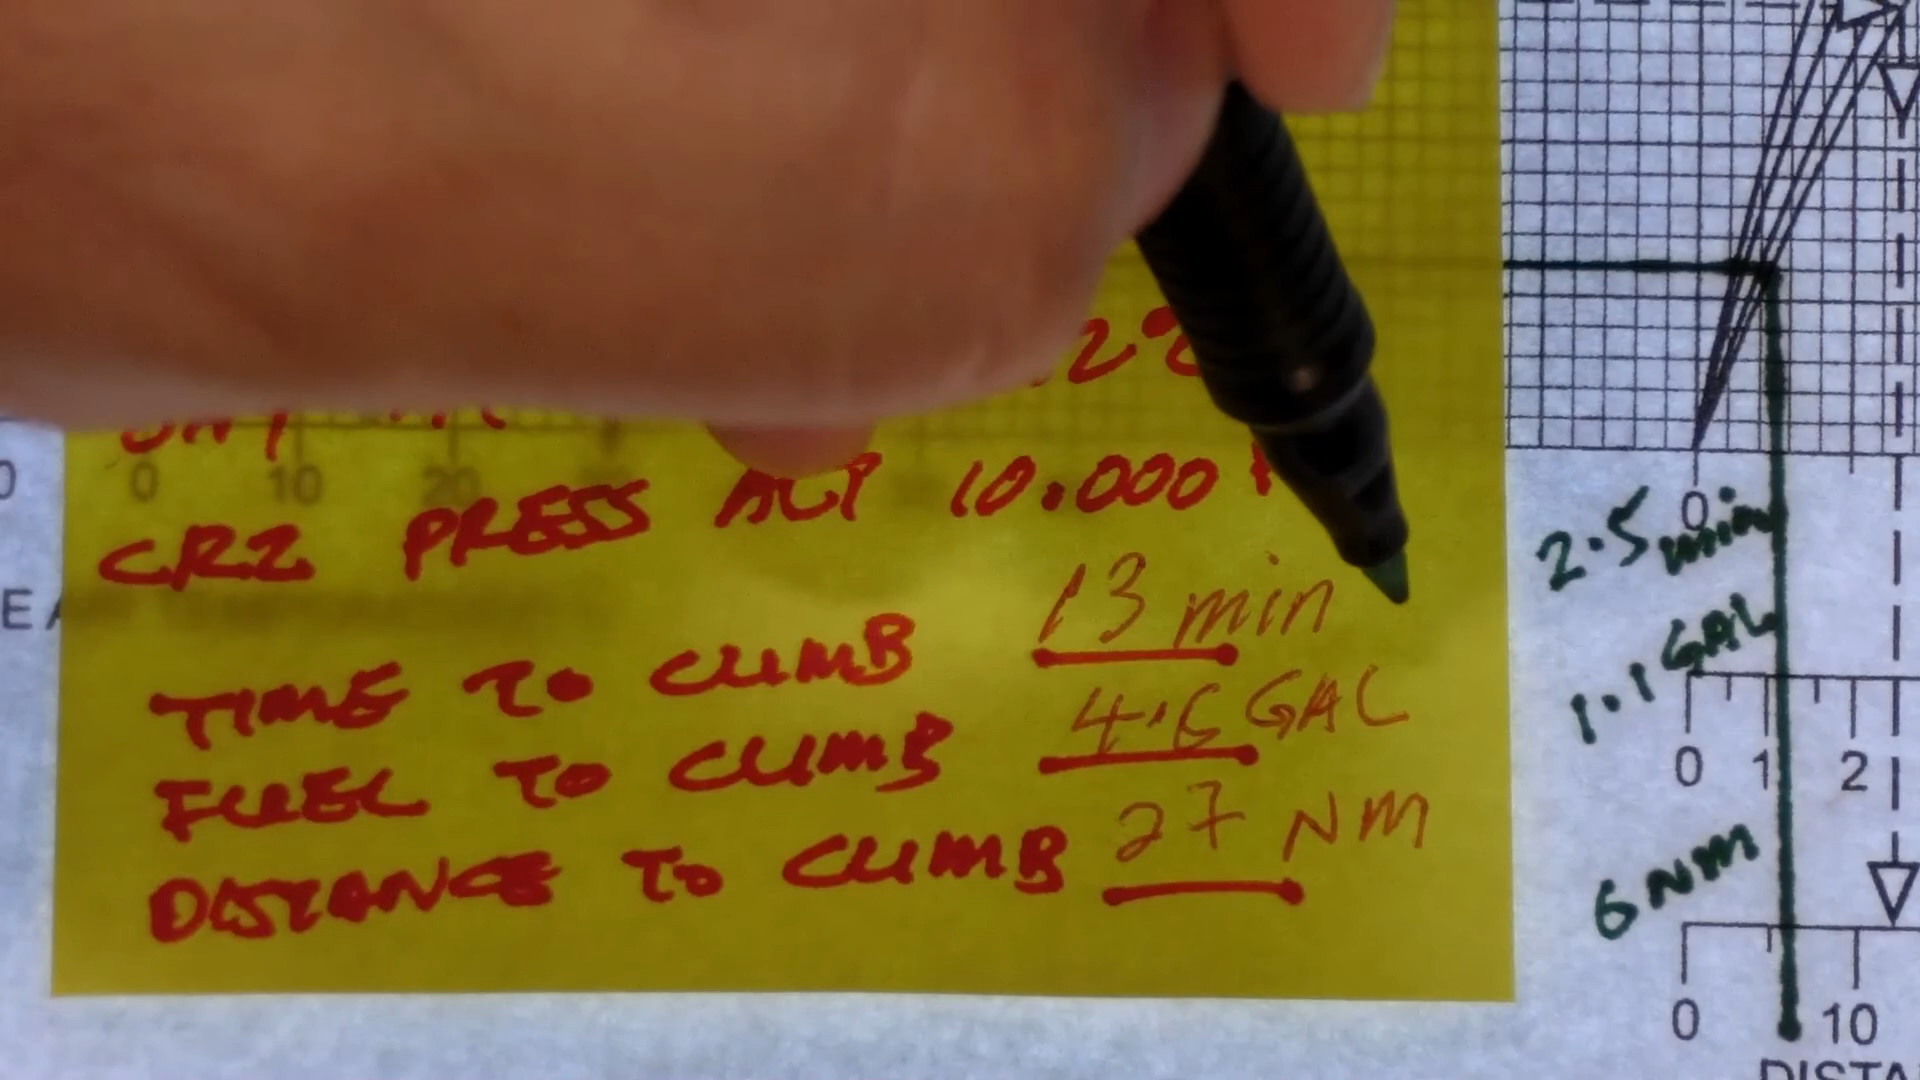 0 10 20
CRZ PRESS ALT 10.000
TIME TO CLIMB 13 min
FUEL TO CLIMB 4.6 GAL
DISTANCE TO CLIMB 27 NM
0
2.5 min
1.1 GAL
0 1 2
6 NM
0 10